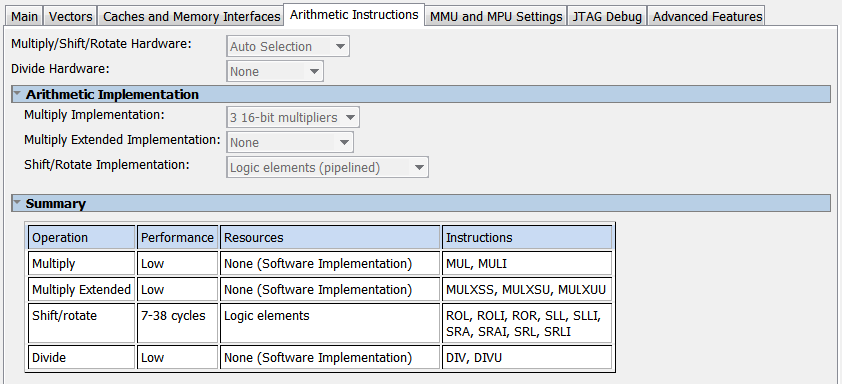 Main Vectors Caches and Memory Interfaces Arithmetic Instructions MMU and MPU Settings JTAG Debug Advanced Features
Multiply/Shift/Rotate Hardware: Auto Selection
Divide Hardware: None
Arithmetic Implementation
Multiply Implementation: 3 16-bit multipliers
Multiply Extended Implementation: None
Shift/Rotate Implementation: Logic elements (pipelined)
Summary
Operation Performance Resources Instructions
Multiply Low None (Software Implementation) MUL, MULI
Multiply Extended Low None (Software Implementation) MULXSS, MULXSU, MULXUU
Shift/rotate 7-38 cycles Logic elements ROL, ROLI, ROR, SLL, SLLI,
SRA, SRAI, SRL, SRLI
Divide Low None (Software Implementation) DIV, DIVU